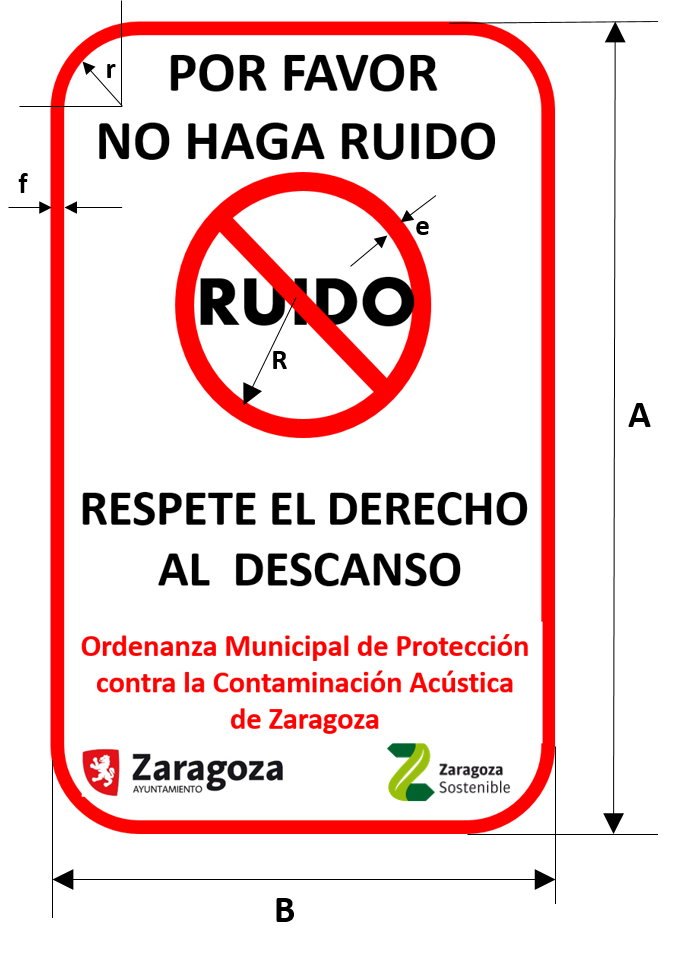 r
POR FAVOR
NO HAGA RUIDO
f
e
RUIDO
R
A
RESPETE EL DERECHO
AL DESCANSO
Ordenanza Municipal de Protección
contra la Contaminación Acústica
de Zaragoza
Zaragoza
AYUNTAMIENTO
Zaragoza
Sostenible
B